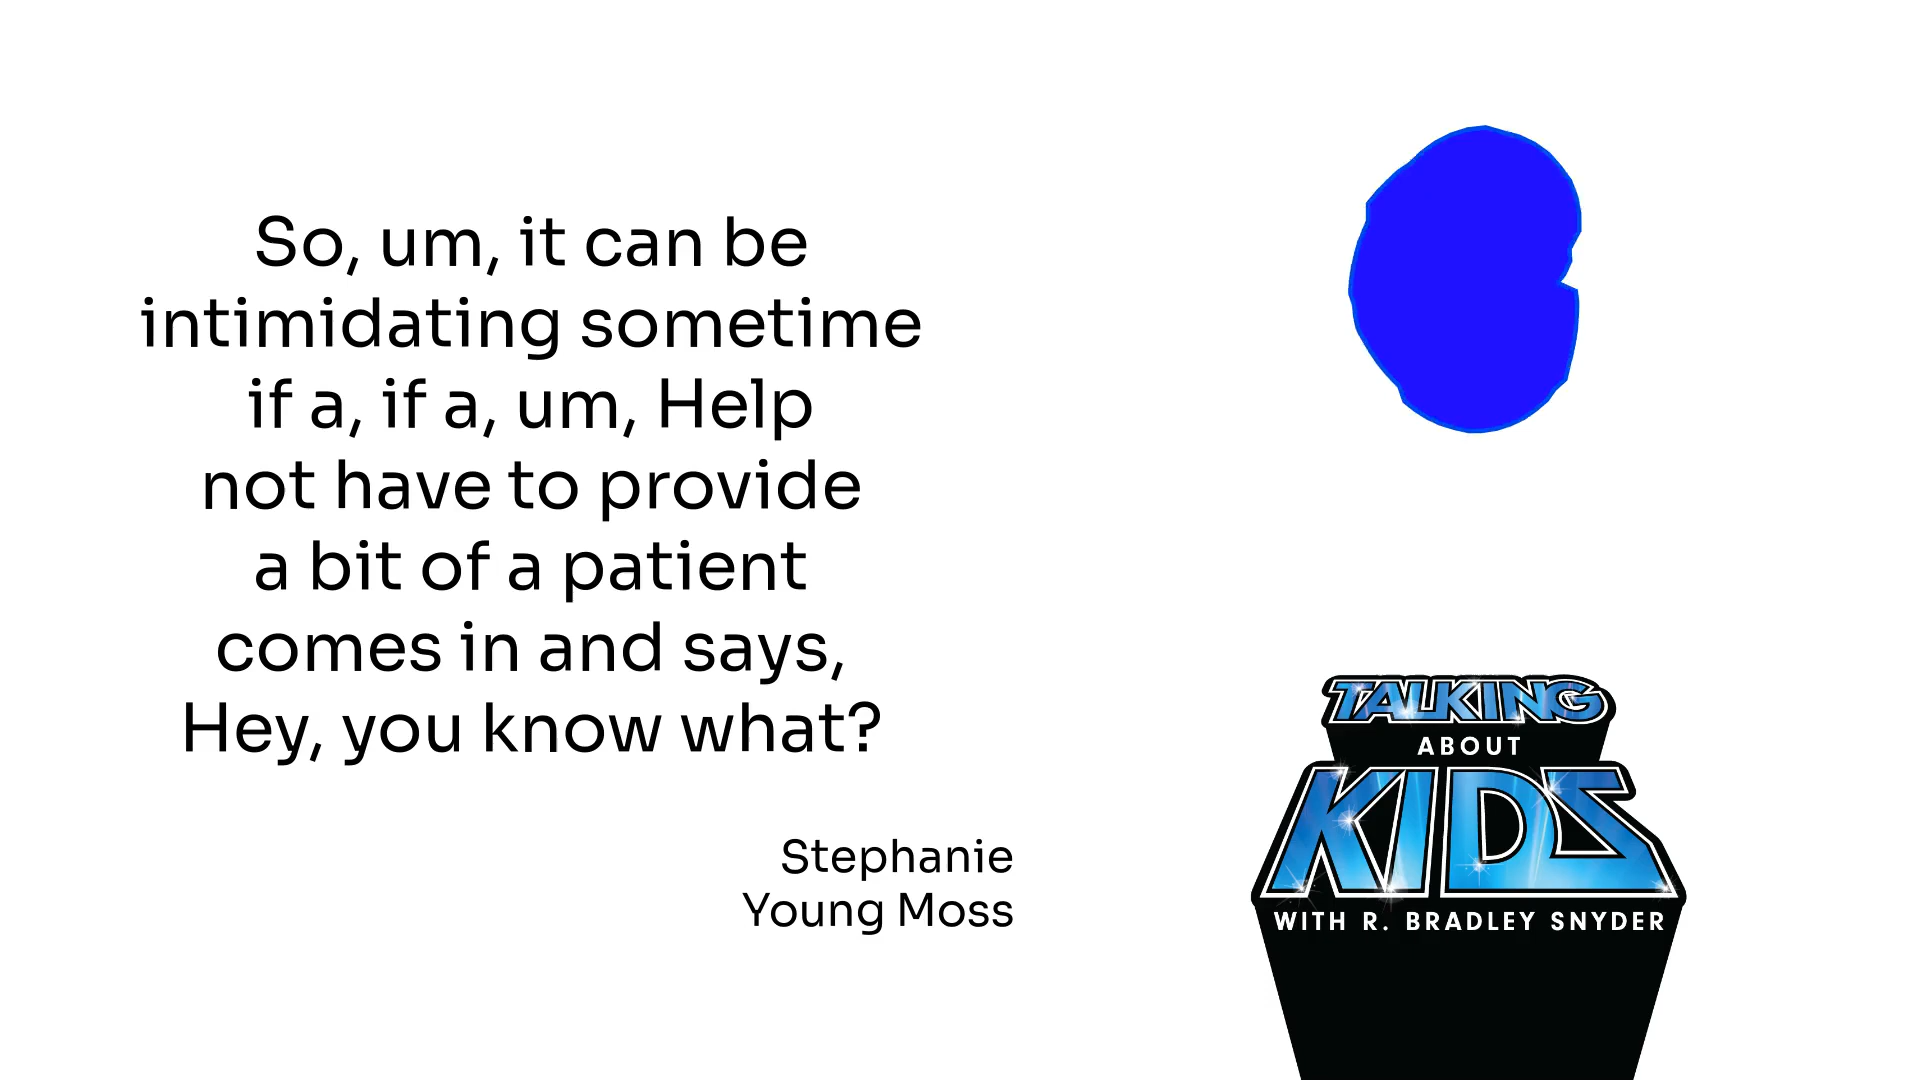 So, um, it can be
intimidating sometime
if a, if a, um, Help
not have to provide
a bit of a patient
comes in and says,
Hey, you know what?
Stephanie
Young Moss
TALKING
ABOUT
KIDS
WITH R. BRADLEY SNYDER